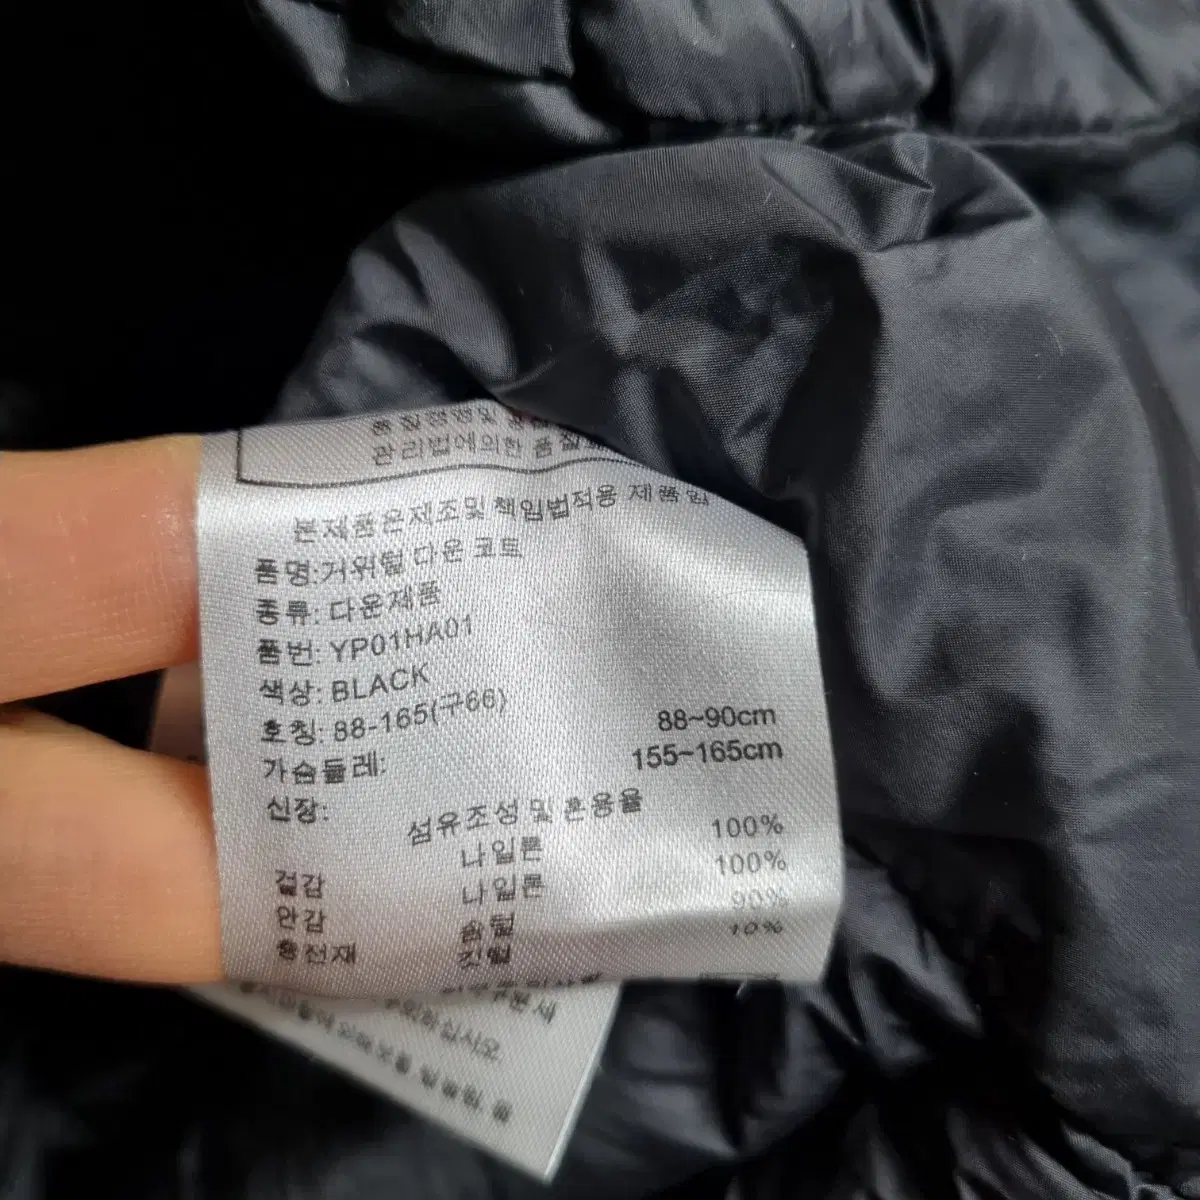 관리법에의한 품질
본제품은제조및 책임법적용 제품임
품명:거위털 다운 코트
종류: 다운제품
품번: YP01HA01
색상: BLACK
호칭: 88-165(구66)
가슴둘레: 88~90cm
신장: 155~165cm
섬유조성 및 혼용율
겉감 나일론 100%
안감 나일론 100%
충전재 솜털 90%
깃털 10%